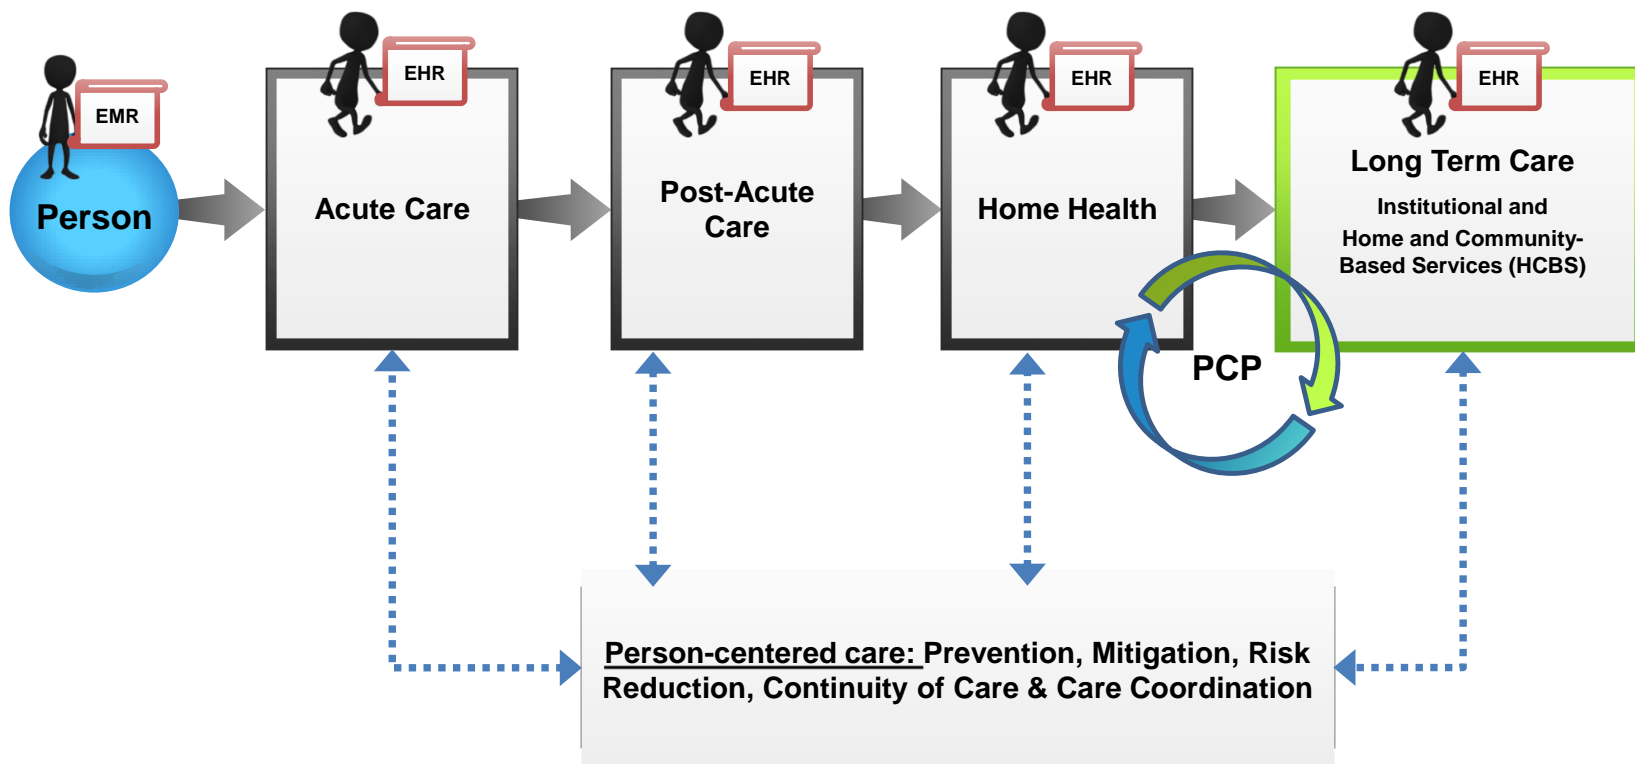 EMR
Person
EHR
Acute Care
EHR
Post-Acute
Care
EHR
Home Health
EHR
Long Term Care
Institutional and
Home and Community-
Based Services (HCBS)
PCP
Person-centered care: Prevention, Mitigation, Risk
Reduction, Continuity of Care & Care Coordination